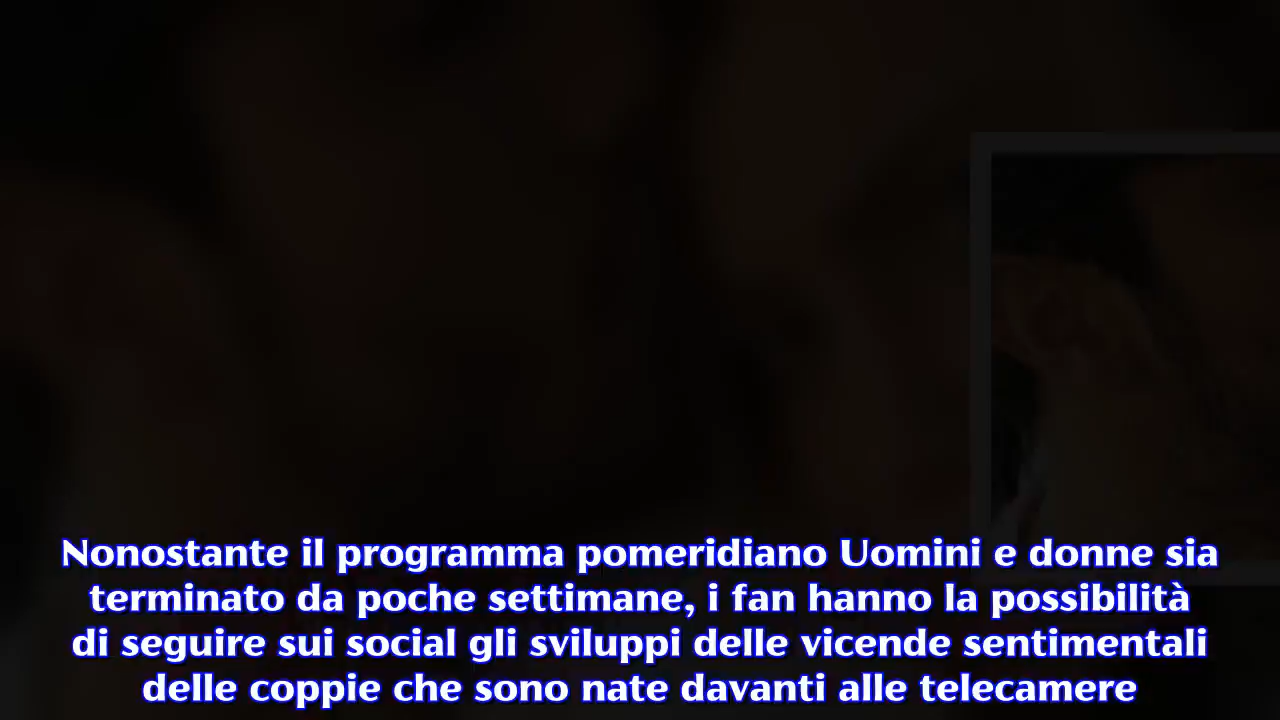 Nonostante il programma pomeridiano Uomini e donne sia
terminato da poche settimane, i fan hanno la possibilità
di seguire sui social gli sviluppi delle vicende sentimentali
delle coppie che sono nate davanti alle telecamere